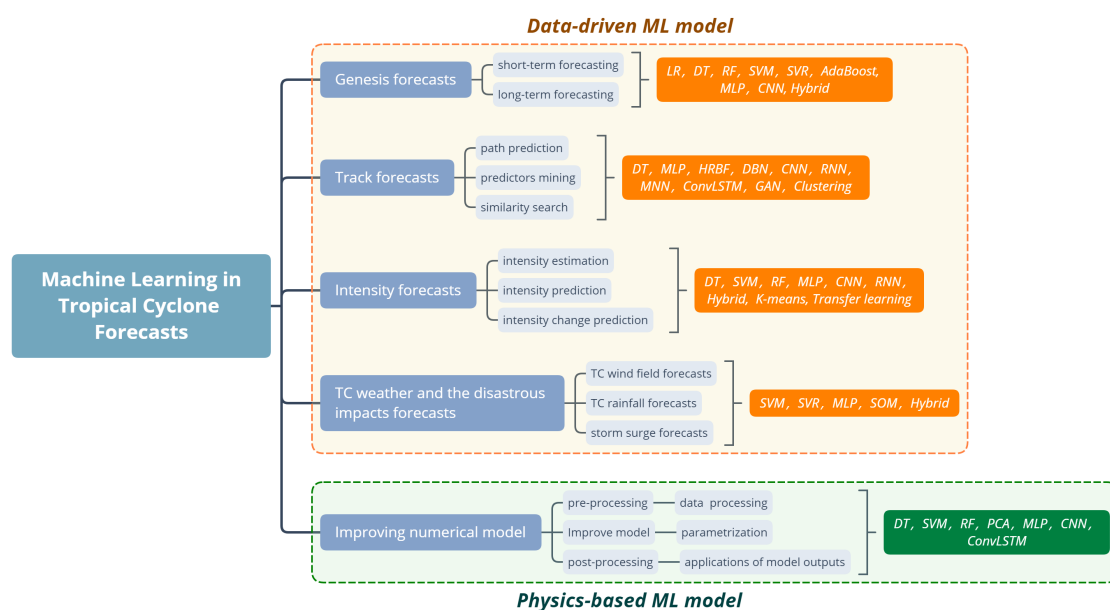 Data-driven ML model
Machine Learning in
Tropical Cyclone
Forecasts
Genesis forecasts
short-term forecasting
long-term forecasting
LR, DT, RF, SVM, SVR, AdaBoost,
MLP, CNN, Hybrid
Track forecasts
path prediction
predictors mining
similarity search
DT, MLP, HRBF, DBN, CNN, RNN,
MNN, ConvLSTM, GAN, Clustering
Intensity forecasts
intensity estimation
intensity prediction
intensity change prediction
DT, SVM, RF, MLP, CNN, RNN,
Hybrid, K-means, Transfer learning
TC weather and the disastrous
impacts forecasts
TC wind field forecasts
TC rainfall forecasts
storm surge forecasts
SVM, SVR, MLP, SOM, Hybrid
Improving numerical model
pre-processing
data processing
Improve model
parametrization
post-processing
applications of model outputs
DT, SVM, RF, PCA, MLP, CNN,
ConvLSTM
Physics-based ML model